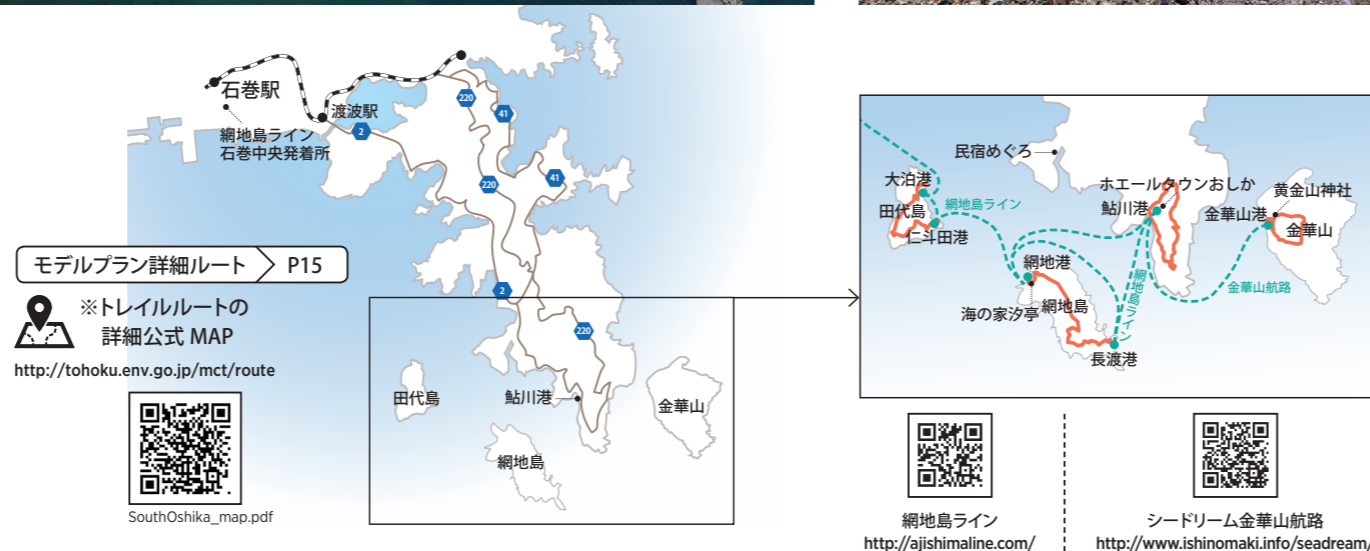 石巻駅
網地島ライン
石巻中央発着所
渡波駅
2
220
41
220
41
2
220
モデルプラン詳細ルート P15
※トレイルルートの
詳細公式 MAP
http://tohoku.env.go.jp/mct/route
SouthOshika_map.pdf
田代島
鮎川港
金華山
網地島
民宿めぐろ
大泊港
田代島
仁斗田港
網地島ライン
ホエールタウンおしか
鮎川港
黄金山神社
金華山港
金華山
網地港
海の家汐亭
網地島
網地島ライン
金華山航路
長渡港
網地島ライン
http://ajishimaline.com/
シードリーム金華山航路
http://www.ishinomaki.info/seadream/